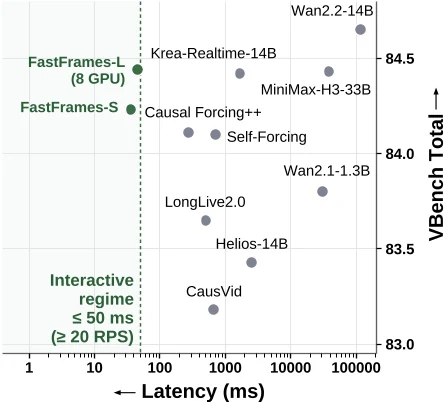 Wan2.2-14B
Krea-Realtime-14B
FastFrames-L
(8 GPU)
MiniMax-H3-33B
FastFrames-S
Causal Forcing++
Self-Forcing
Wan2.1-1.3B
LongLive2.0
Helios-14B
CausVid
Interactive
regime
≤ 50 ms
(≥ 20 RPS)
84.5
84.0
83.5
83.0
VBench Total →
1 10 100 1000 10000 100000
← Latency (ms)